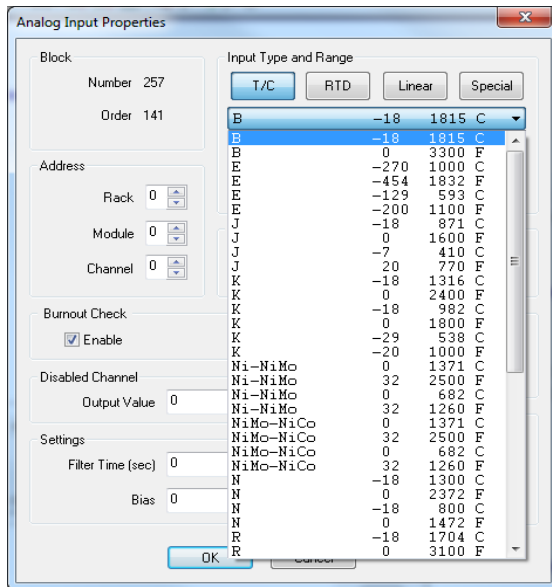 Analog Input Properties
Block
Number 257
Order 141
Input Type and Range
T/C RTD Linear Special
B −18 1815 C
B −18 1815 C
B 0 3300 F
E −270 1000 C
E −454 1832 F
E −129 593 C
E −200 1100 F
J −18 871 C
J 0 1600 F
J −7 410 C
J 20 770 F
K −18 1316 C
K 0 2400 F
K −18 982 C
K 0 1800 F
K −29 538 C
K −20 1000 F
Ni−NiMo 0 1371 C
Ni−NiMo 32 2500 F
Ni−NiMo 0 682 C
Ni−NiMo 32 1260 F
NiMo−NiCo 0 1371 C
NiMo−NiCo 32 2500 F
NiMo−NiCo 0 682 C
NiMo−NiCo 32 1260 F
N −18 1300 C
N 0 2372 F
N −18 800 C
N 0 1472 F
R −18 1704 C
R 0 3100 F
Address
Rack 0
Module 0
Channel 0
Burnout Check
Enable
Disabled Channel
Output Value 0
Settings
Filter Time (sec) 0
Bias 0
OK Cancel